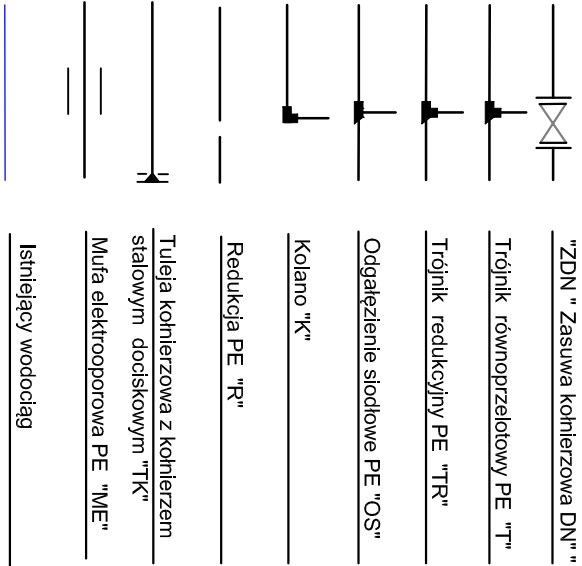 "ZDN " Zasuwa kołnierzowa DN" "
Trójnik równoprzelotowy PE "T"
Trójnik redukcyjny PE "TR"
Odgałęzienie siodłowe PE "OS"
Kolano "K"
Redukcja PE "R"
Tuleja kołnierzowa z kołnierzem
stalowym dociskowym "TK"
Mufa elektrooporowa PE "ME"
Istniejący wodociąg